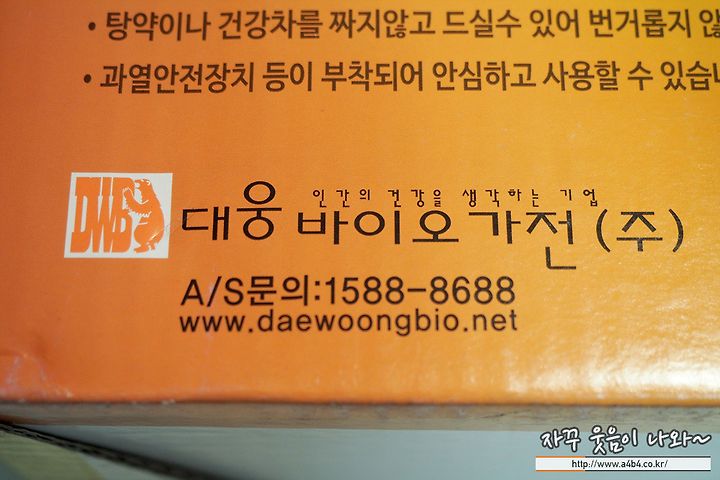 • 탕약이나 건강차를 짜지않고 드실수 있어 번거롭지
• 과열안전장치 등이 부착되어 안심하고 사용할 수
DWB
인간의 건강을 생각하는 기업
대웅 바이오가전(주)
A/S문의:1588-8688
www.daewoongbio.net
자꾸 웃음이 나와~
http://www.a4b4.co.kr/